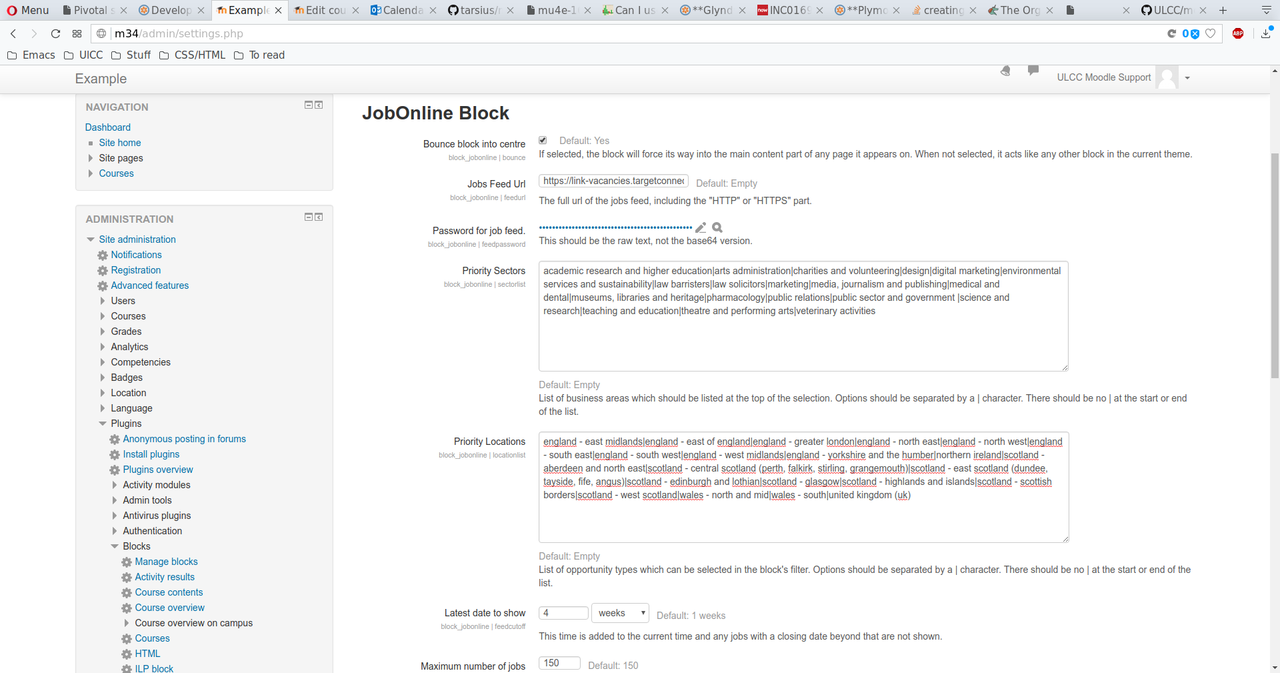 Menu Pivotal s Develop Example Edit cou Calenda tarsius/r mu4e-1 Can I us **Glynd INC0169 **Plymo creating The Org ULCC/m
m34/admin/settings.php 0
Emacs UlCC Stuff CSS/HTML To read
Example
ULCC Moodle Support
NAVIGATION
Dashboard
Site home
Site pages
Courses
ADMINISTRATION
Site administration
Notifications
Registration
Advanced features
Users
Courses
Grades
Analytics
Competencies
Badges
Location
Language
Plugins
Anonymous posting in forums
Install plugins
Plugins overview
Activity modules
Admin tools
Antivirus plugins
Authentication
Blocks
Manage blocks
Activity results
Course contents
Course overview
Course overview on campus
Courses
HTML
ILP block
JobOnline Block
Bounce block into centre
block_jobonline | bounce
Default: Yes
If selected, the block will force its way into the main content part of any page it appears on. When not selected, it acts like any other block in the current theme.
Jobs Feed Url
block_jobonline | feedurl
https://link-vacancies.targetconnec Default: Empty
The full url of the jobs feed, including the "HTTP" or "HTTPS" part.
Password for job feed.
block_jobonline | feedpassword
This should be the raw text, not the base64 version.
Priority Sectors
block_jobonline | sectorlist
academic research and higher education|arts administration|charities and volunteering|design|digital marketing|environmental
services and sustainability|law barristers|law solicitors|marketing|media, journalism and publishing|medical and
dental|museums, libraries and heritage|pharmacology|public relations|public sector and government |science and
research|teaching and education|theatre and performing arts|veterinary activities
Default: Empty
List of business areas which should be listed at the top of the selection. Options should be separated by a | character. There should be no | at the start or end
of the list.
Priority Locations
block_jobonline | locationlist
england - east midlands|england - east of england|england - greater london|england - north east|england - north west|england
- south east|england - south west|england - west midlands|england - yorkshire and the humber|northern ireland|scotland -
aberdeen and north east|scotland - central scotland (perth, falkirk, stirling, grangemouth)|scotland - east scotland (dundee,
tayside, fife, angus)|scotland - edinburgh and lothian|scotland - glasgow|scotland - highlands and islands|scotland - scottish
borders|scotland - west scotland|wales - north and mid|wales - south|united kingdom (uk)
Default: Empty
List of opportunity types which can be selected in the block's filter. Options should be separated by a | character. There should be no | at the start or end of the
list.
Latest date to show
block_jobonline | feedcutoff
4 weeks Default: 1 weeks
This time is added to the current time and any jobs with a closing date beyond that are not shown.
Maximum number of jobs
150 Default: 150